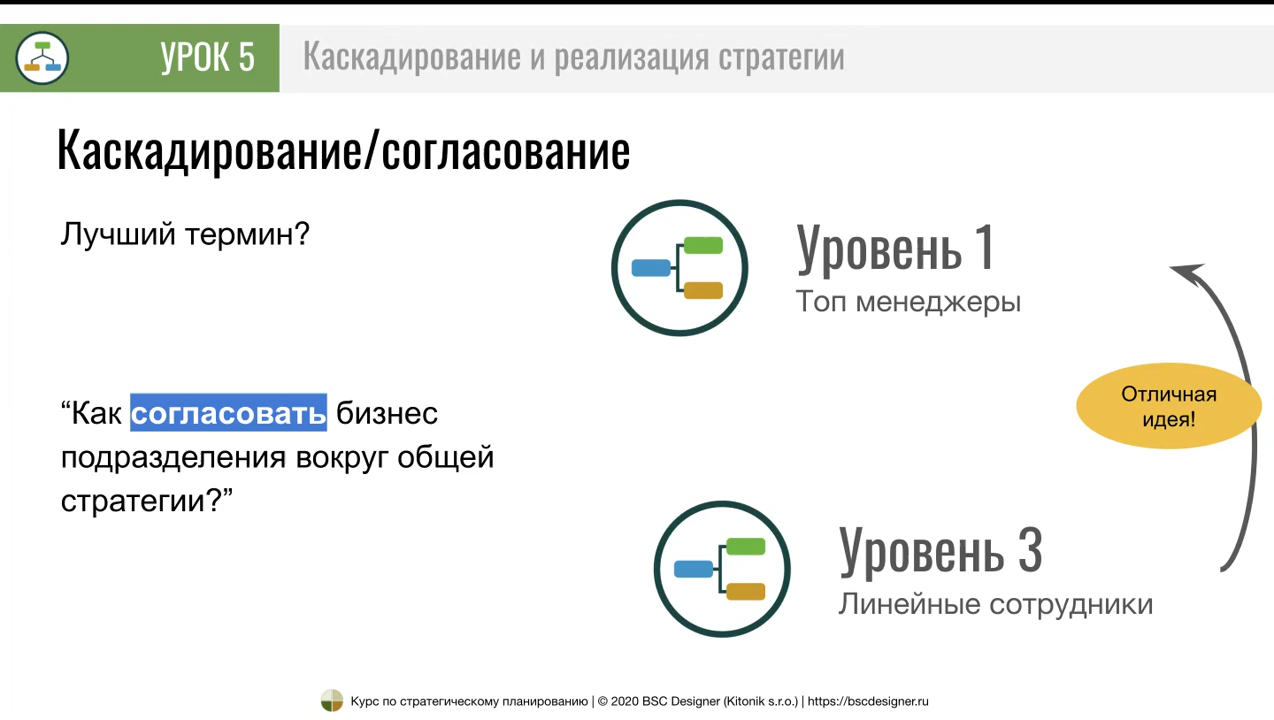 УРОК 5
Каскадирование и реализация стратегии
Каскадирование/согласование
Лучший термин?
“Как согласовать бизнес
подразделения вокруг общей
стратегии?”
Уровень 1
Топ менеджеры
Отличная
идея!
Уровень 3
Линейные сотрудники
Курс по стратегическому планированию | © 2020 BSC Designer (Kitonik s.r.o.) | https://bscdesigner.ru